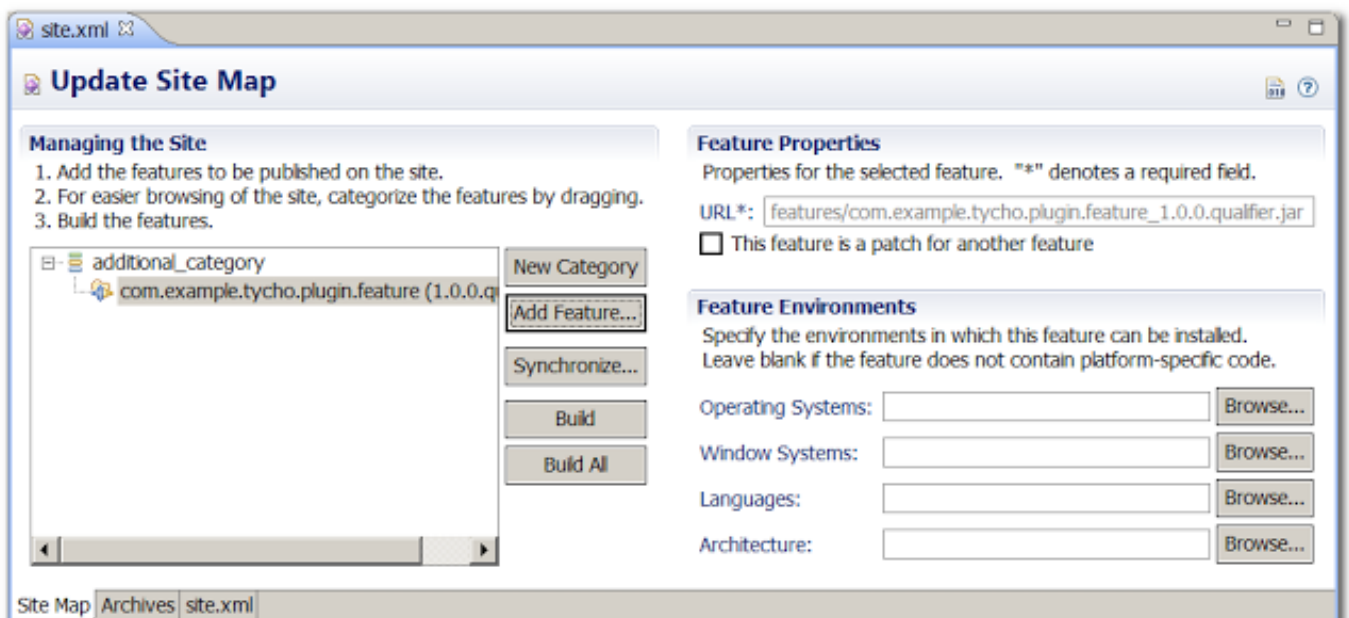 site.xml
Update Site Map
Managing the Site
1. Add the features to be published on the site.
2. For easier browsing of the site, categorize the features by dragging.
3. Build the features.
additional_category
com.example.tycho.plugin.feature (1.0.0.q
New Category
Add Feature...
Synchronize...
Build
Build All
Feature Properties
Properties for the selected feature. "*" denotes a required field.
URL*: features/com.example.tycho.plugin.feature_1.0.0.qualifier.jar
This feature is a patch for another feature
Feature Environments
Specify the environments in which this feature can be installed.
Leave blank if the feature does not contain platform-specific code.
Operating Systems: Browse...
Window Systems: Browse...
Languages: Browse...
Architecture: Browse...
Site Map Archives site.xml